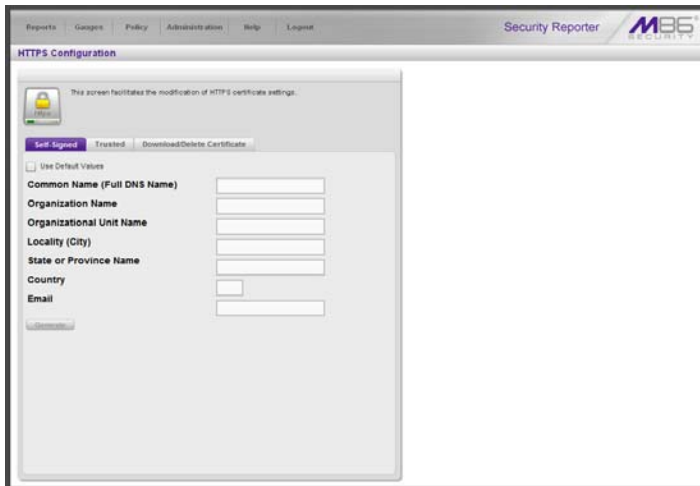 Reports Gauges Policy Administration Help Logout
Security Reporter
M86 SECURITY
HTTPS Configuration
This screen facilitates the modification of HTTPS certificate settings.
Https
Self-Signed Trusted Download/Delete Certificate
Use Default Values
Common Name (Full DNS Name)
Organization Name
Organizational Unit Name
Locality (City)
State or Province Name
Country
Email
Generate